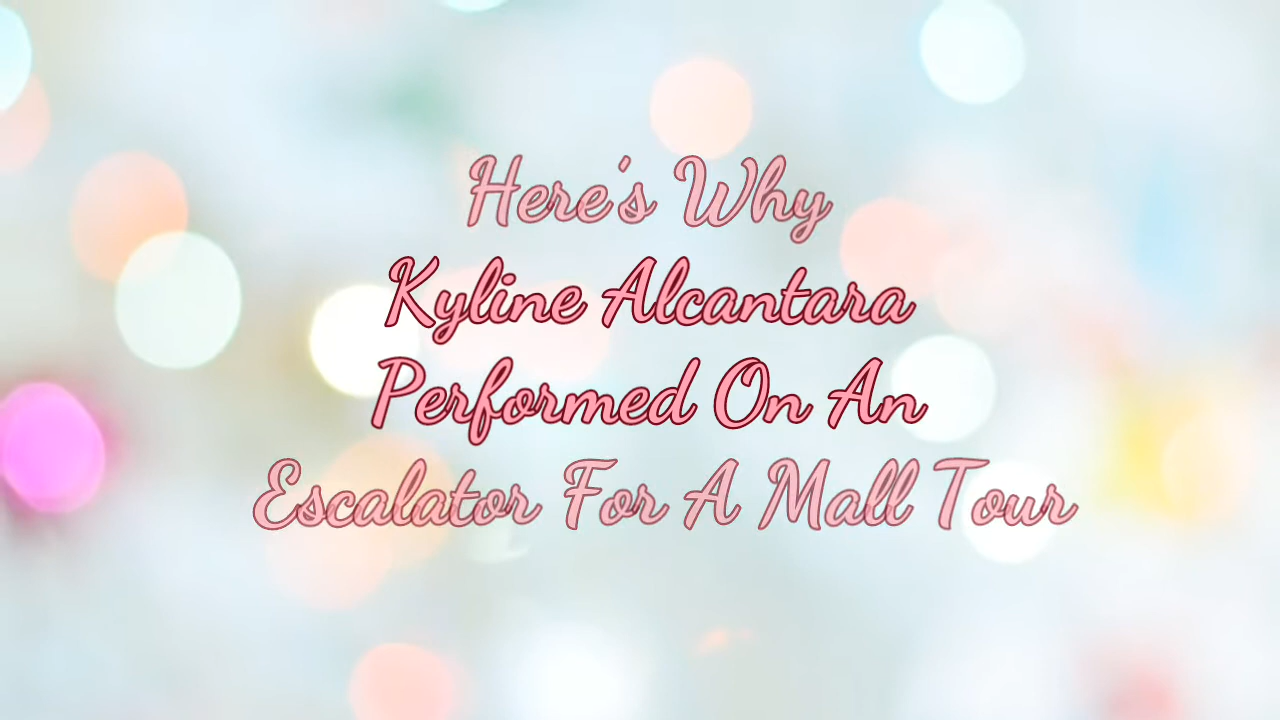 Here's Why
Kyline Alcantara
Performed On An
Escalator For A Mall Tour